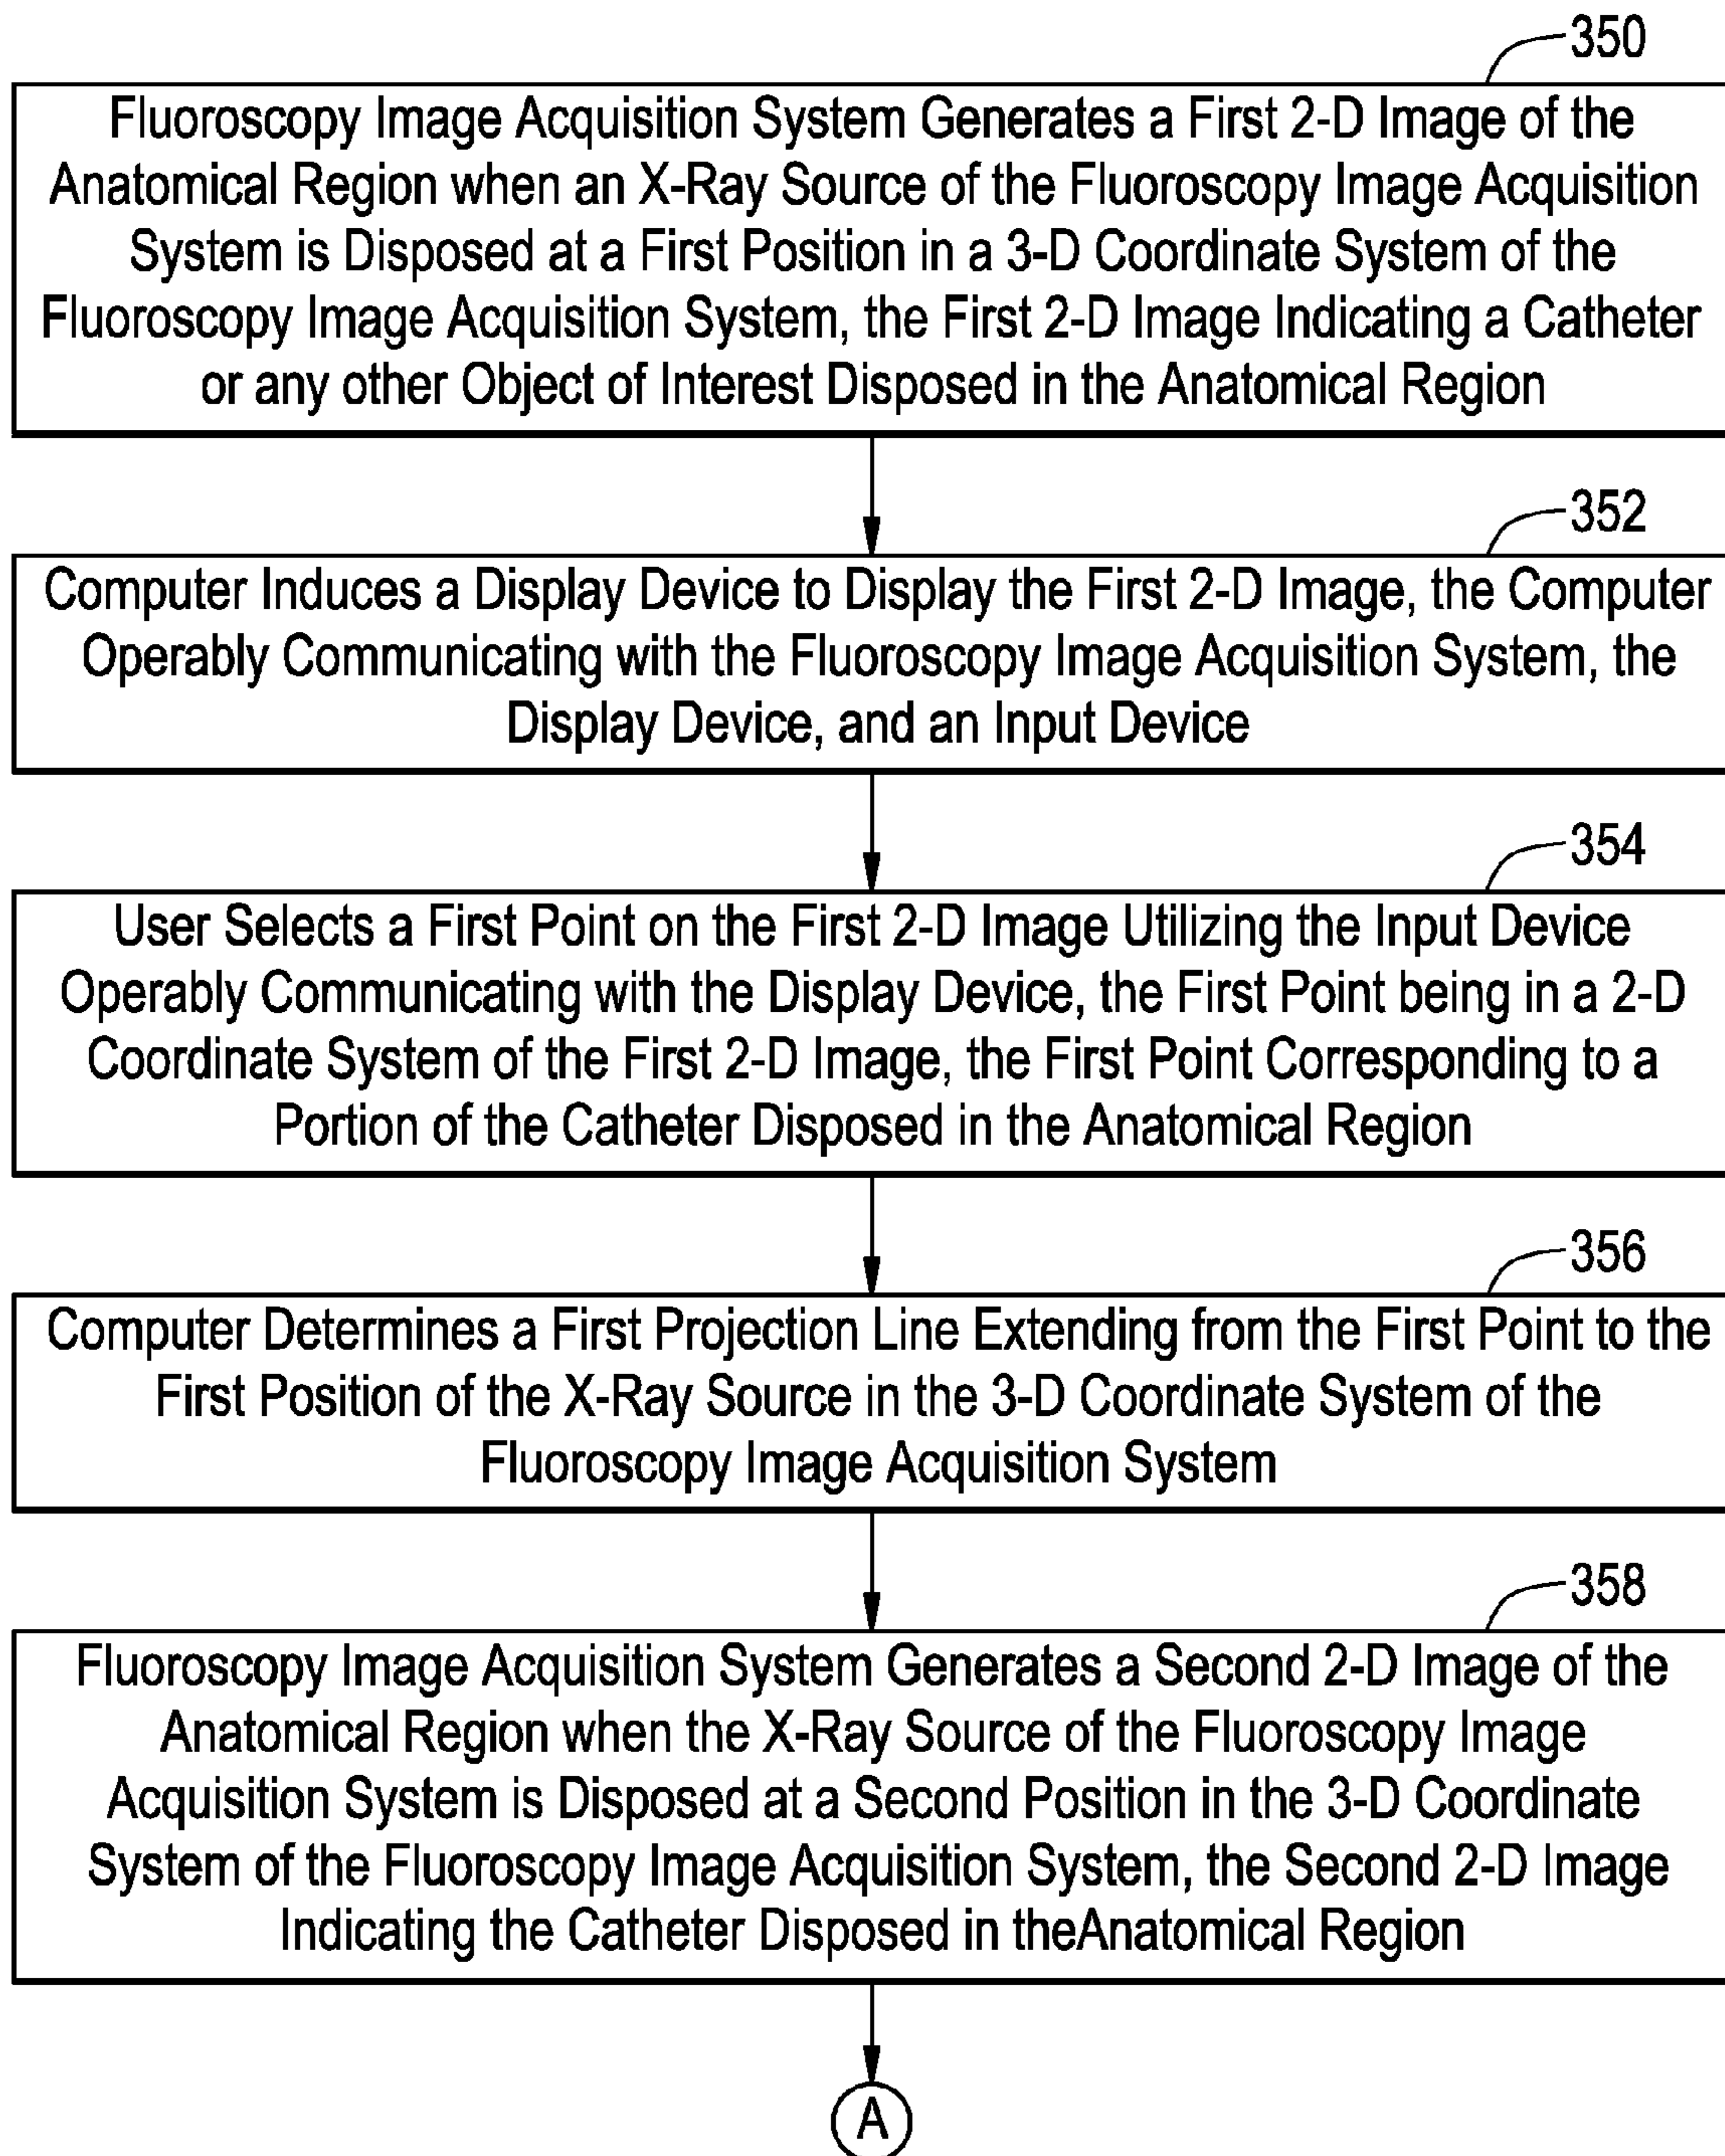 350
Fluoroscopy Image Acquisition System Generates a First 2-D Image of the
Anatomical Region when an X-Ray Source of the Fluoroscopy Image Acquisition
System is Disposed at a First Position in a 3-D Coordinate System of the
Fluoroscopy Image Acquisition System, the First 2-D Image Indicating a Catheter
or any other Object of Interest Disposed in the Anatomical Region
352
Computer Induces a Display Device to Display the First 2-D Image, the Computer
Operably Communicating with the Fluoroscopy Image Acquisition System, the
Display Device, and an Input Device
354
User Selects a First Point on the First 2-D Image Utilizing the Input Device
Operably Communicating with the Display Device, the First Point being in a 2-D
Coordinate System of the First 2-D Image, the First Point Corresponding to a
Portion of the Catheter Disposed in the Anatomical Region
356
Computer Determines a First Projection Line Extending from the First Point to the
First Position of the X-Ray Source in the 3-D Coordinate System of the
Fluoroscopy Image Acquisition System
358
Fluoroscopy Image Acquisition System Generates a Second 2-D Image of the
Anatomical Region when the X-Ray Source of the Fluoroscopy Image
Acquisition System is Disposed at a Second Position in the 3-D Coordinate
System of the Fluoroscopy Image Acquisition System, the Second 2-D Image
Indicating the Catheter Disposed in theAnatomical Region
A